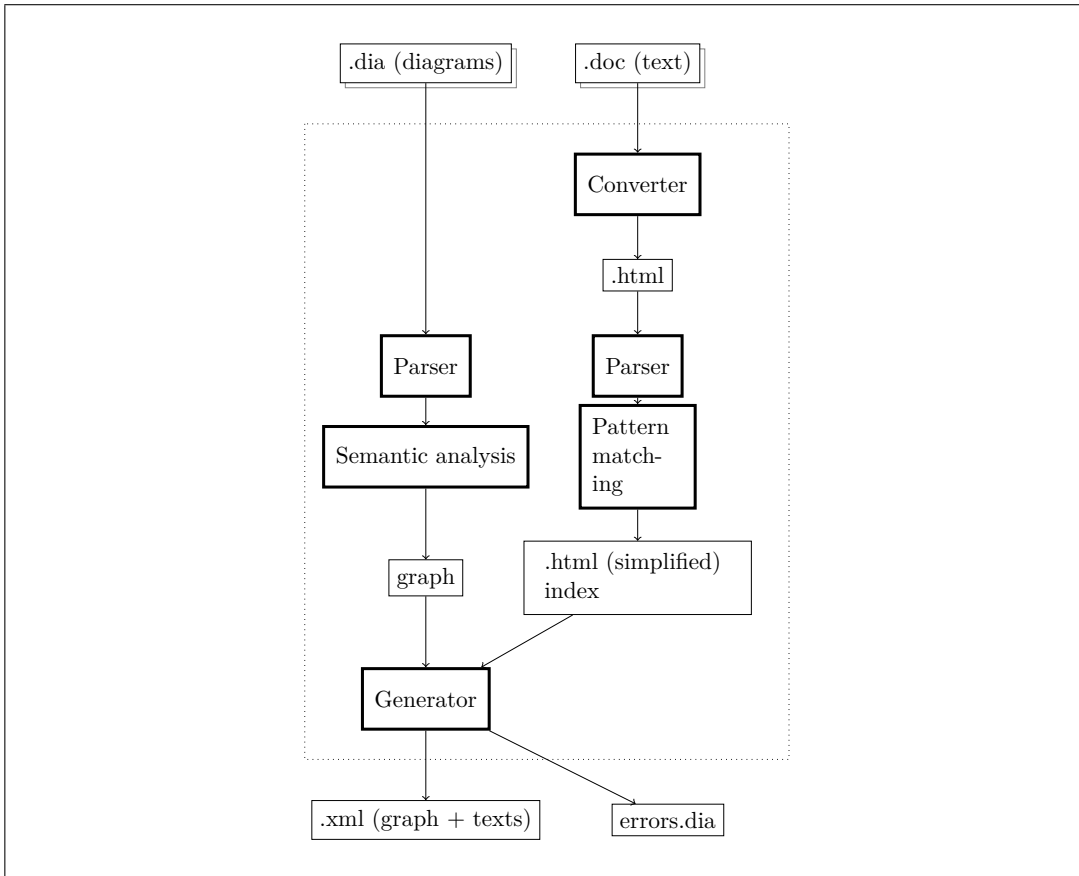 .dia (diagrams)
.doc (text)
Converter
.html
Parser
Parser
Semantic analysis
Pattern
match-
ing
graph
.html (simplified)
index
Generator
.xml (graph + texts)
errors.dia